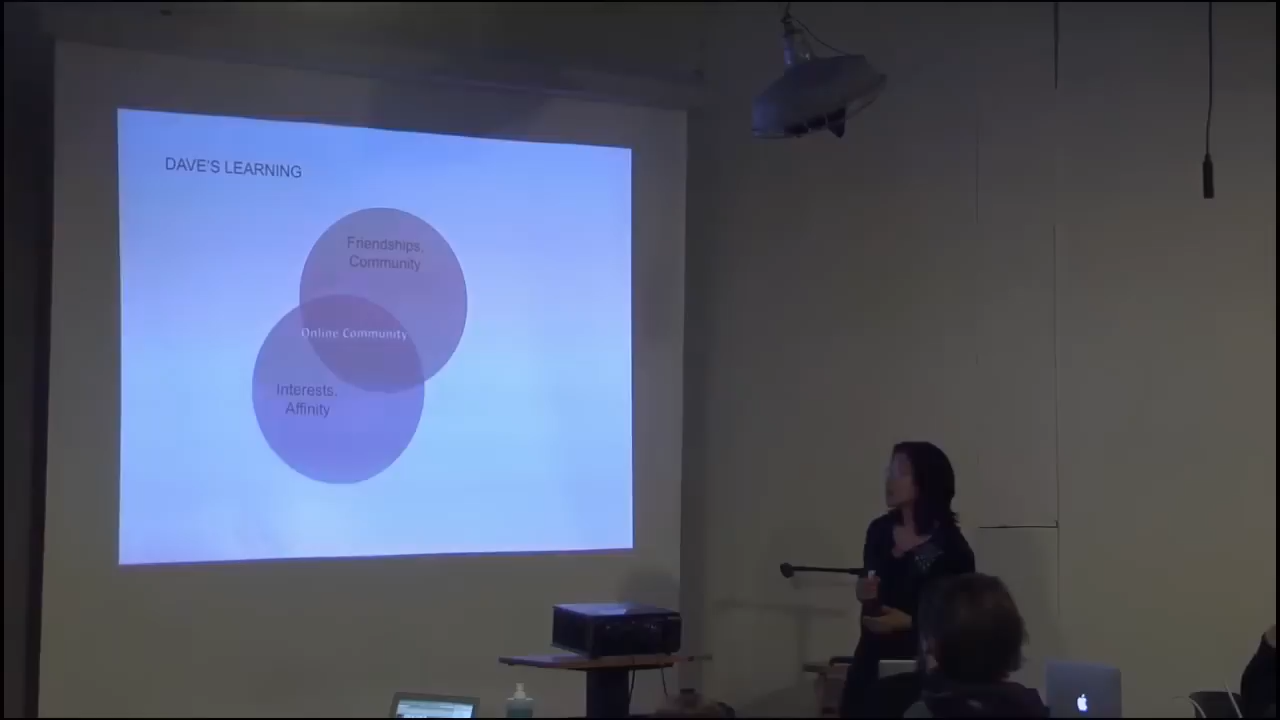 DAVE'S LEARNING
Friendships,
Community
Online Community
Interests,
Affinity